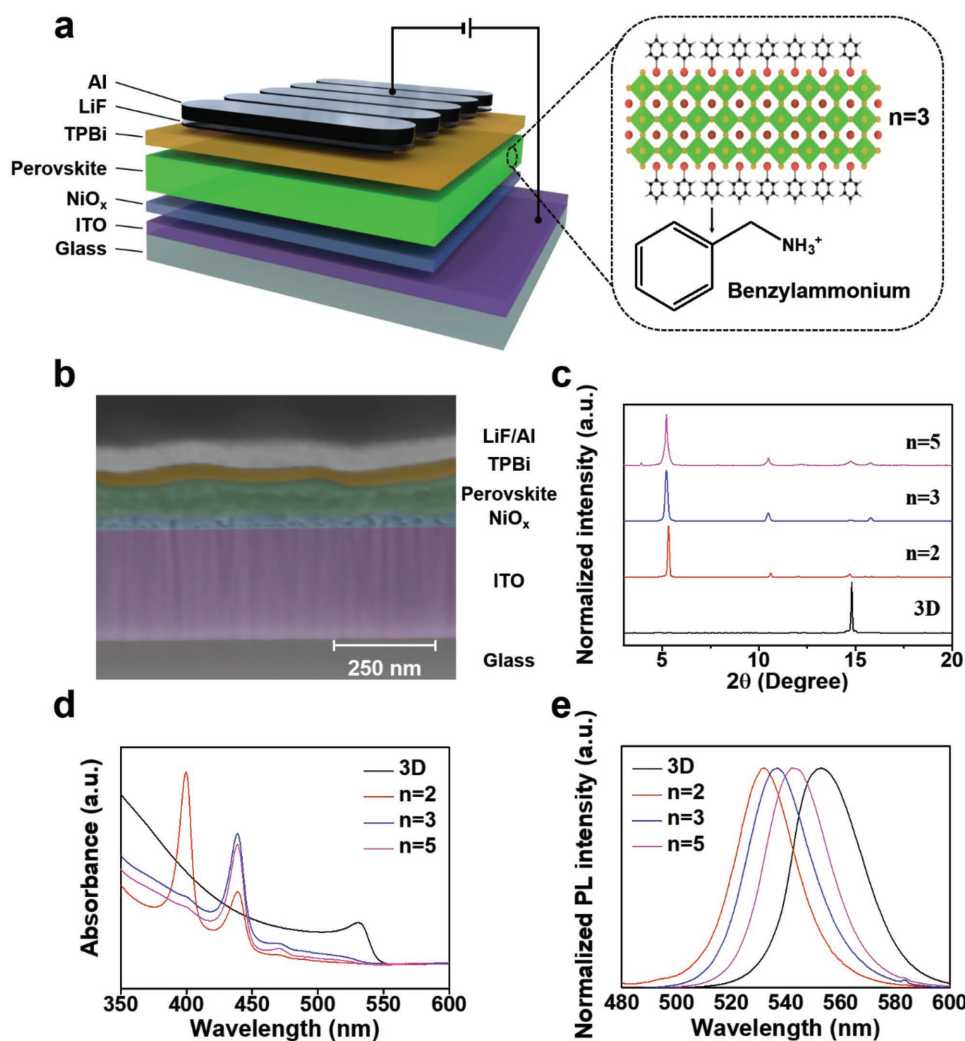 a
Al
LiF
TPBi
Perovskite
NiOₓ
ITO
Glass
n=3
NH₃⁺
Benzylammonium
b
LiF/Al
TPBi
Perovskite
NiOₓ
ITO
Glass
250 nm
c
Normalized intensity (a.u.)
n=5
n=3
n=2
3D
5 10 15 20
2θ (Degree)
d
Absorbance (a.u.)
3D
n=2
n=3
n=5
350 400 450 500 550 600
Wavelength (nm)
e
Normalized PL intensity (a.u.)
3D
n=2
n=3
n=5
480 500 520 540 560 580 600
Wavelength (nm)